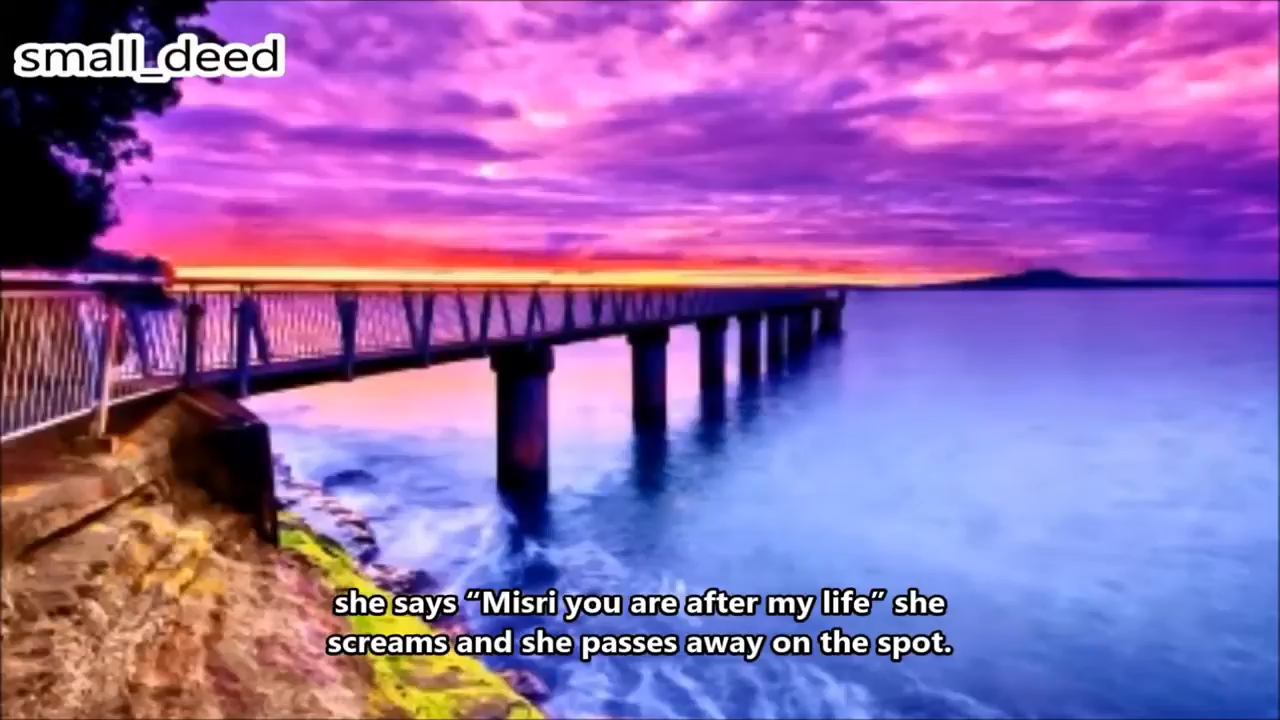 small_deed
she says “Misri you are after my life” she
screams and she passes away on the spot.